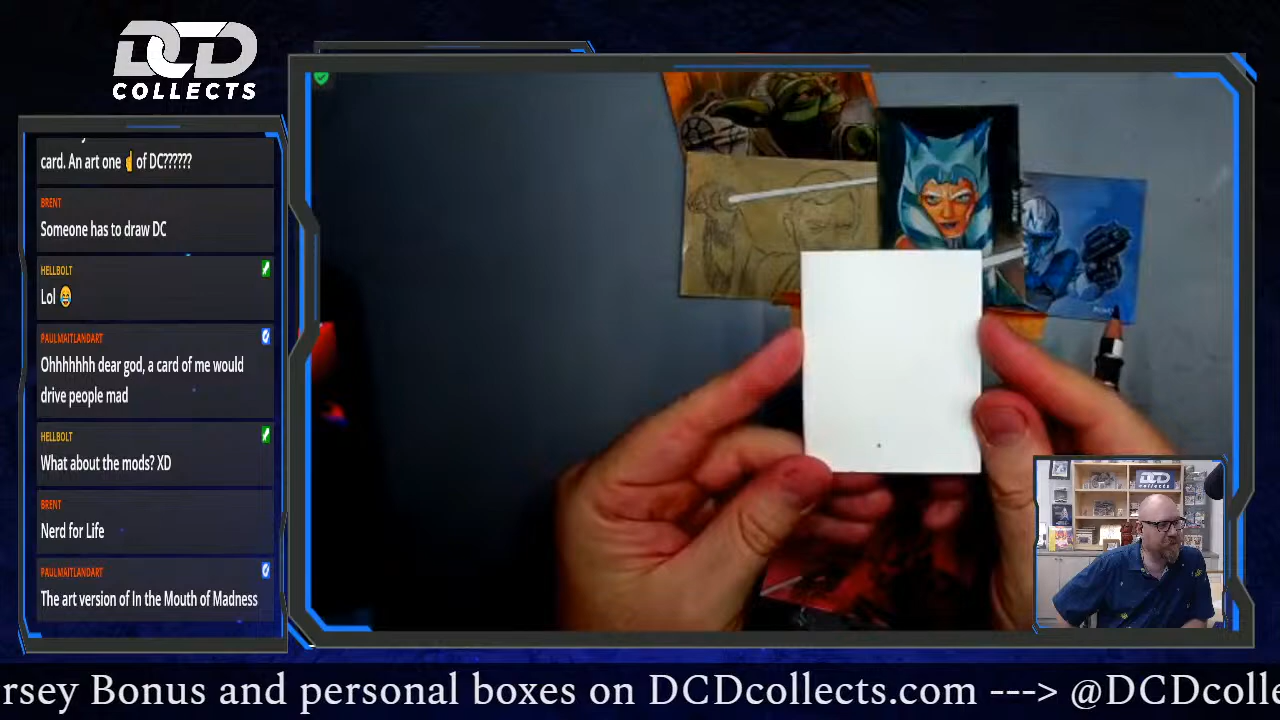 DCD
COLLECTS
card. An art one ☝ of DC??????
BRENT
Someone has to draw DC
HELLBOLT
Lol 😂
PAULMAITLANDART
Ohhhhhhh dear god, a card of me would
drive people mad
HELLBOLT
What about the mods? XD
BRENT
Nerd for Life
PAULMAITLANDART
The art version of In the Mouth of Madness
DCD
collects
rsey Bonus and personal boxes on DCDcollects.com ---> @DCDcolle